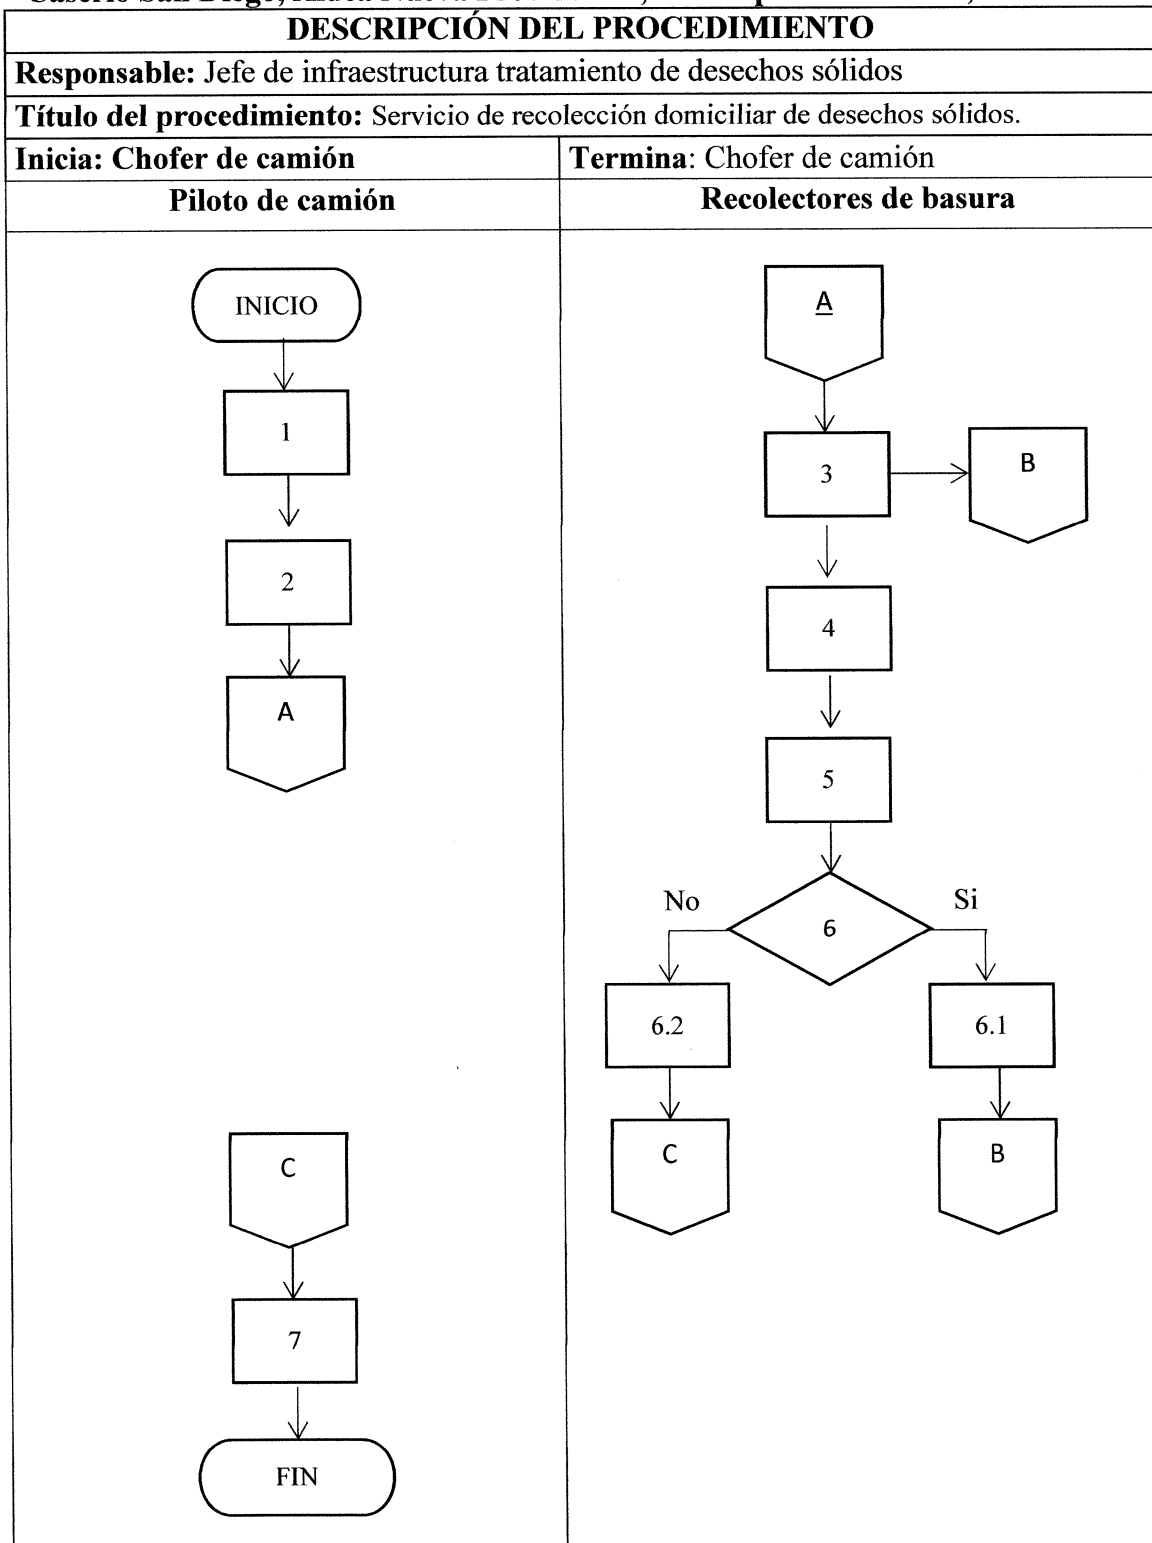 DESCRIPCIÓN DEL PROCEDIMIENTO
Responsable: Jefe de infraestructura tratamiento de desechos sólidos
Título del procedimiento: Servicio de recolección domiciliar de desechos sólidos.
Inicia: Chofer de camión
Termina: Chofer de camión
Piloto de camión
Recolectores de basura
INICIO
1
2
A
C
7
FIN
A
3
B
4
5
6
No
Si
6.2
6.1
C
B